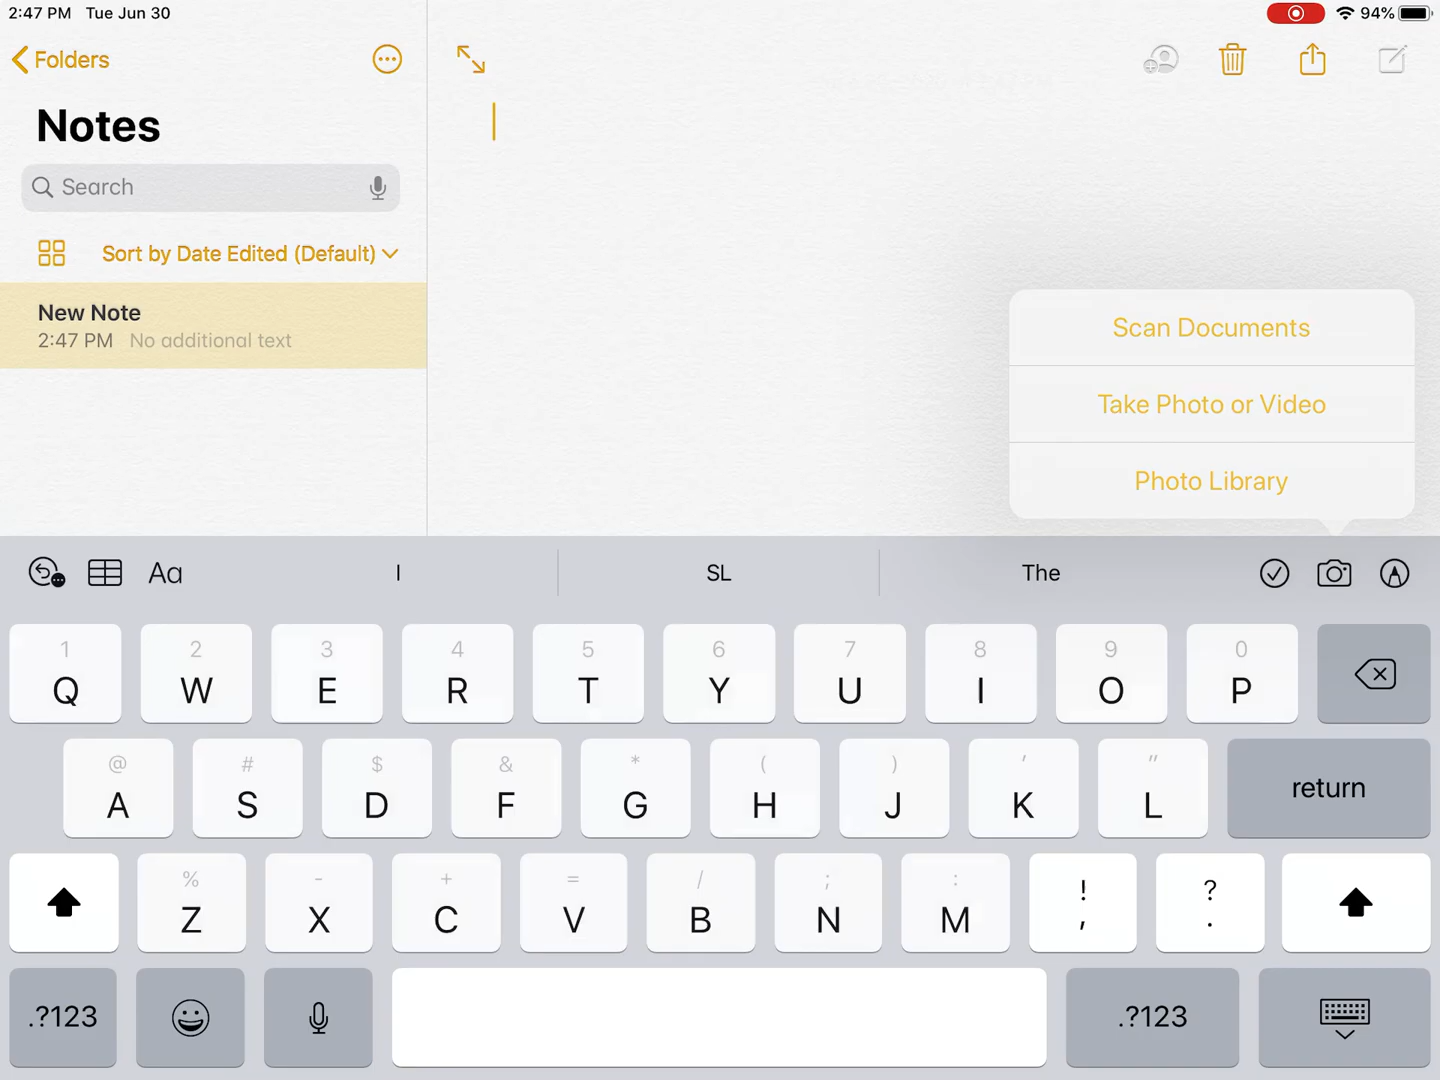 2:47 PM Tue Jun 30 94%
Folders
Notes
Search
Sort by Date Edited (Default)
New Note
2:47 PM No additional text
Scan Documents
Take Photo or Video
Photo Library
Aa I SL The
1 2 3 4 5 6 7 8 9 0
Q W E R T Y U I O P
@ # $ & * ( ) ' "
A S D F G H J K L return
% - + = / ; : ! ?
Z X C V B N M , .
.?123 .?123